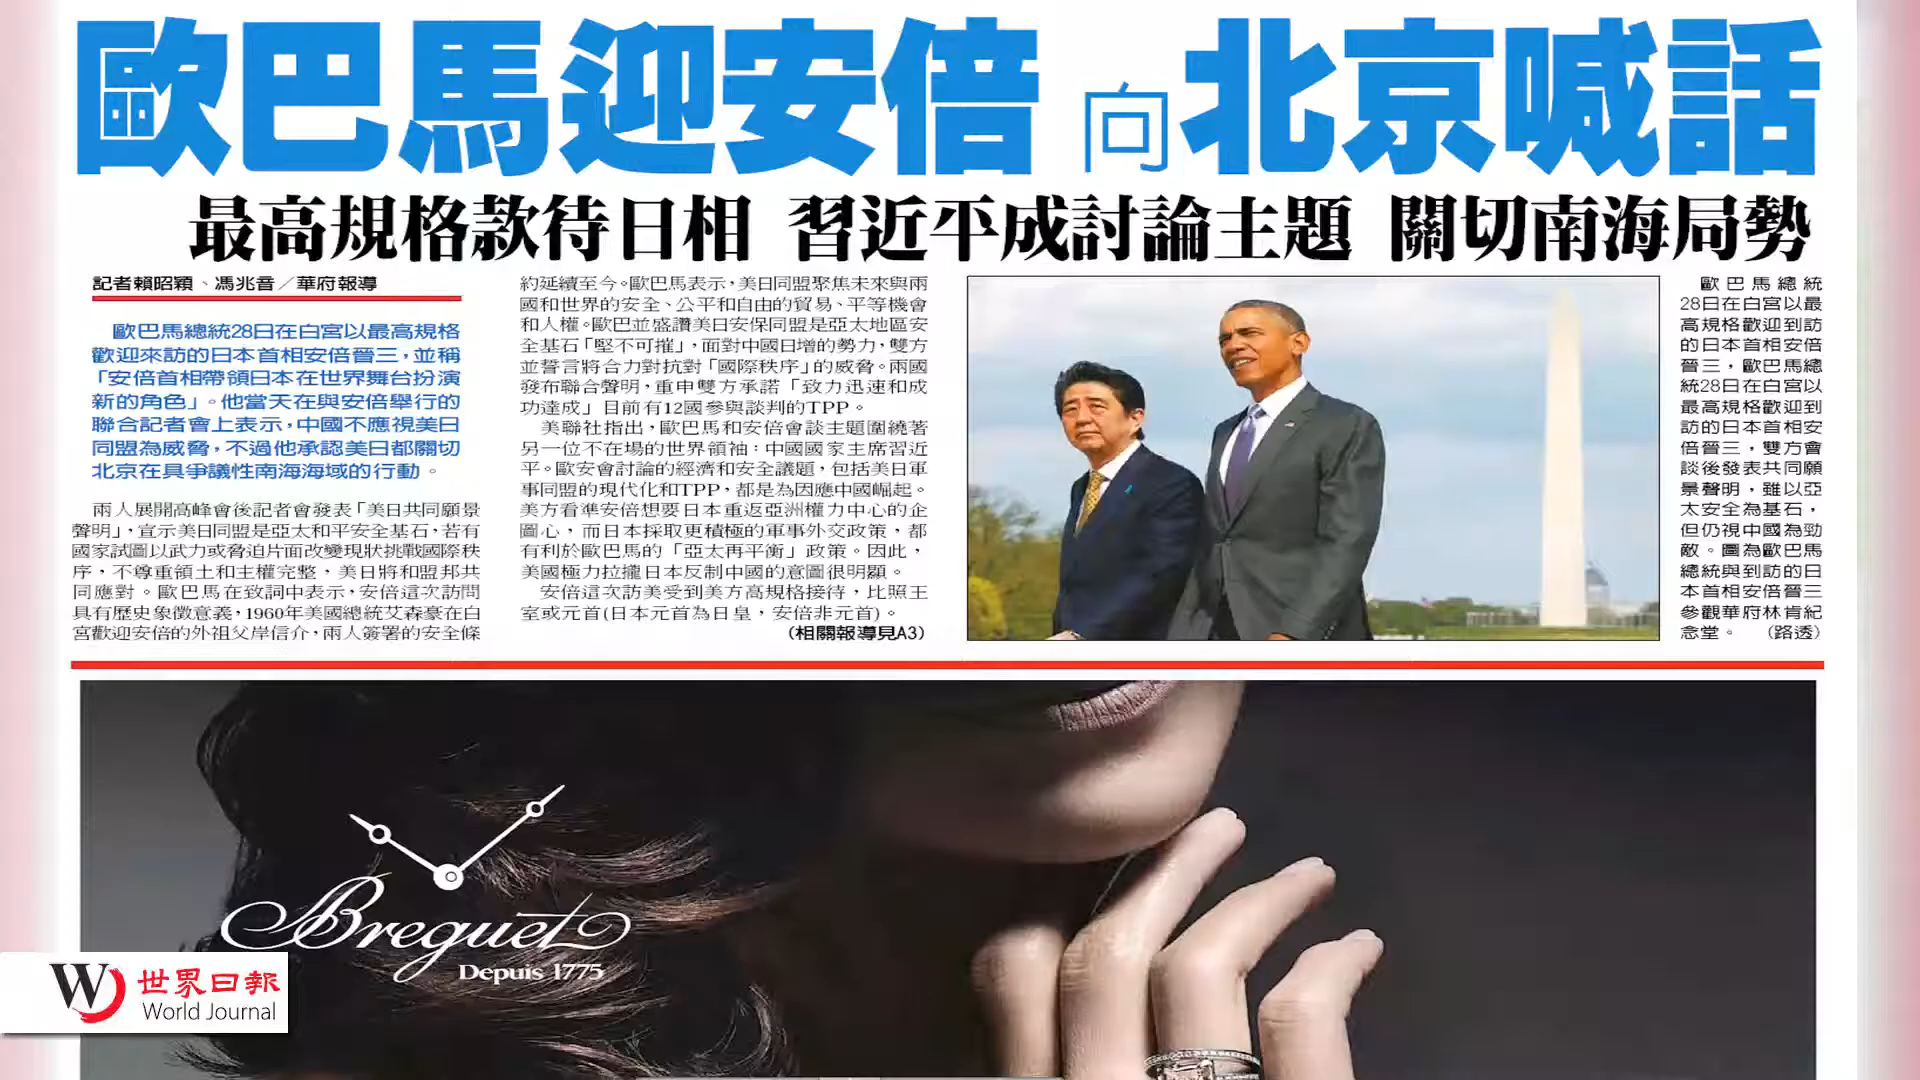 歐巴馬迎安倍 向北京喊話
最高規格款待日相 習近平成討論主題 關切南海局勢
記者賴昭穎、馮兆音／華府報導
歐巴馬總統28日在白宮以最高規格
歡迎來訪的日本首相安倍晉三，並稱
「安倍首相帶領日本在世界舞台扮演
新的角色」。他當天在與安倍舉行的
聯合記者會上表示，中國不應視美日
同盟為威脅，不過他承認美日都關切
北京在具爭議性南海海域的行動。
兩人展開高峰會後記者會發表「美日共同願景
聲明」，宣示美日同盟是亞太和平安全基石，若有
國家試圖以武力或脅迫片面改變現狀挑戰國際秩
序，不尊重領土和主權完整，美日將和盟邦共
同應對。歐巴馬在致詞中表示，安倍這次訪問
具有歷史象徵意義，1960年美國總統艾森豪在白
宮歡迎安倍的外祖父岸信介，兩人簽署的安全條
約延續至今。歐巴馬表示，美日同盟聚焦未來與兩
國和世界的安全、公平和自由的貿易、平等機會
和人權。歐巴並盛讚美日安保同盟是亞太地區安
全基石「堅不可摧」，面對中國日增的勢力，雙方
並誓言將合力對抗對「國際秩序」的威脅。兩國
發布聯合聲明，重申雙方承諾「致力迅速和成
功達成」目前有12國參與談判的TPP。
美聯社指出，歐巴馬和安倍會談主題圍繞著
另一位不在場的世界領袖：中國國家主席習近
平。歐安會討論的經濟和安全議題，包括美日軍
事同盟的現代化和TPP，都是為因應中國崛起。
美方看準安倍想要日本重返亞洲權力中心的企
圖心，而日本採取更積極的軍事外交政策，都
有利於歐巴馬的「亞太再平衡」政策。因此，
美國極力拉攏日本反制中國的意圖很明顯。
安倍這次訪美受到美方高規格接待，比照王
室或元首(日本元首為日皇，安倍非元首)。
（相關報導見A3）
歐巴馬總統
28日在白宮以最
高規格歡迎到訪
的日本首相安倍
晉三，歐巴馬總
統28日在白宮以
最高規格歡迎到
訪的日本首相安
倍晉三，雙方會
談後發表共同願
景聲明，雖以亞
太安全為基石，
但仍視中國為勁
敵。圖為歐巴馬
總統與到訪的日
本首相安倍晉三
參觀華府林肯紀
念堂。 （路透）
Breguet
Depuis 1775
世界日報
World Journal